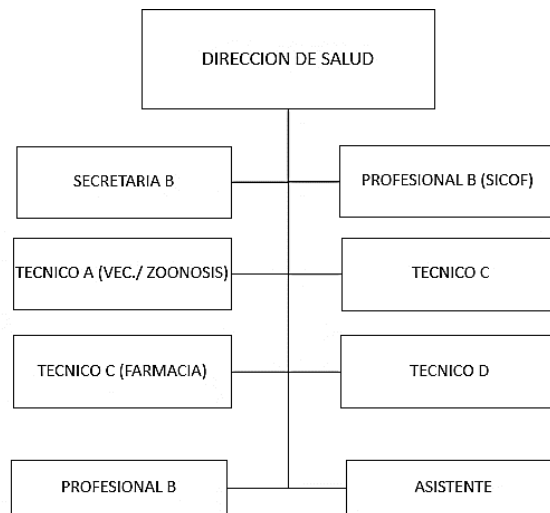 DIRECCION DE SALUD
SECRETARIA B
PROFESIONAL B (SICOF)
TECNICO A (VEC./ ZOONOSIS)
TECNICO C
TECNICO C (FARMACIA)
TECNICO D
PROFESIONAL B
ASISTENTE